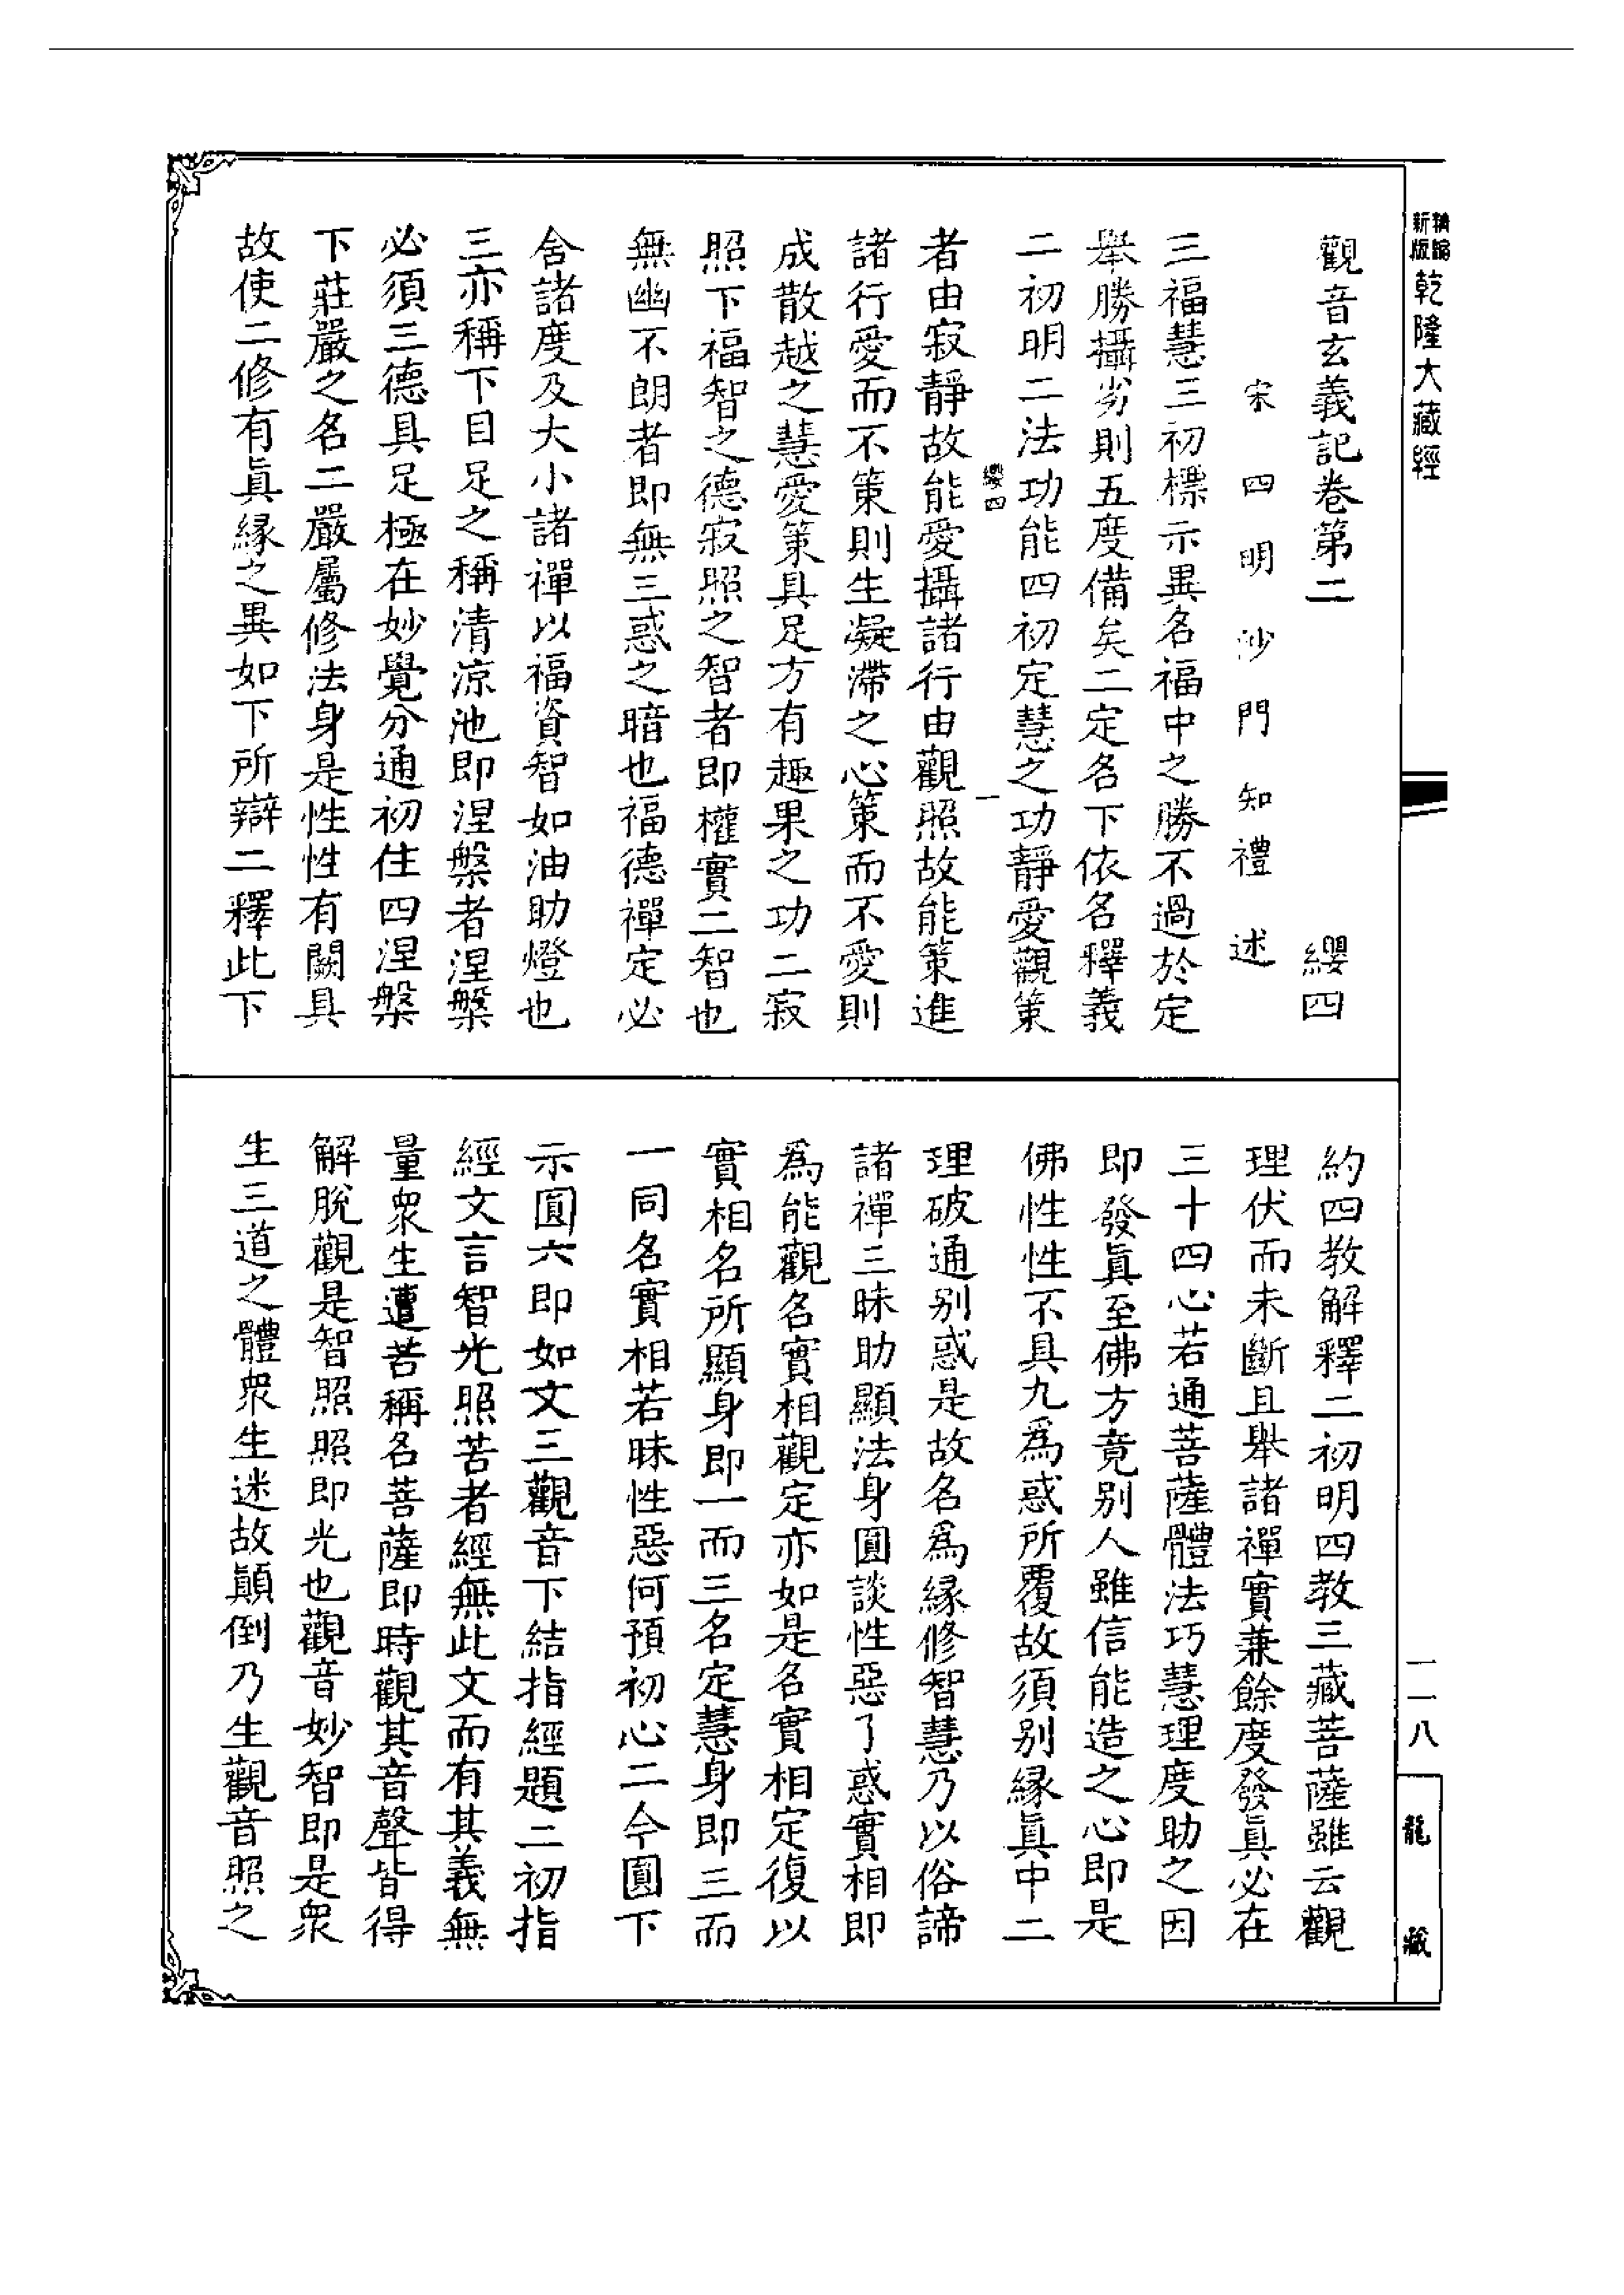 新版精縮乾隆大藏經
觀音玄義記卷第二　纓四
宋四明沙門知禮述
三福慧三初標示異名福中之勝不過於定
舉勝攝劣則五度備矣二定名下依名釋義
二初明二法功能四初定慧之功靜愛觀策
纓四　一
者由寂靜故能愛攝諸行由觀照故能策進
諸行愛而不策則生凝滯之心策而不愛則
成散越之慧愛策具足方有趣果之功二寂
照下福智之德寂照之智者即權實二智也
無幽不朗者即無三惑之暗也福德禪定必
舍諸度及大小諸禪以福資智如油助燈也
三亦稱下目足之稱清涼池即涅槃者涅槃
必須三德具足極在妙覺分通初住四涅槃
下莊嚴之名二嚴屬修法身是性性有闕具
故使二修有眞緣之異如下所辯二釋此下
約四教解釋二初明四教三藏菩薩雖云觀
理伏而未斷且舉諸禪實兼餘度發眞必在
三十四心若通菩薩體法巧慧理度助之因
即發眞至佛方竟别人雖信能造之心即是
佛性性不具九爲惑所覆故須别緣眞中二
理破通别惑是故名爲緣修智慧乃以俗諦
諸禪三昧助顯法身圓談性惡了惑實相即
爲能觀名實相觀定亦如是名實相定復以
實相名所顯身即一而三名定慧身即三而
一同名實相若昧性惡何預初心二今圓下
示圓六即如文三觀音下結指經題二初指
經文言智光照苦者經無此文而有其義無
量衆生遭苦稱名菩薩即時觀其音聲皆得
解脫觀是智照照即光也觀音妙智即是衆
生三道之體衆生迷故顛倒乃生觀音照之
一一八
龍藏